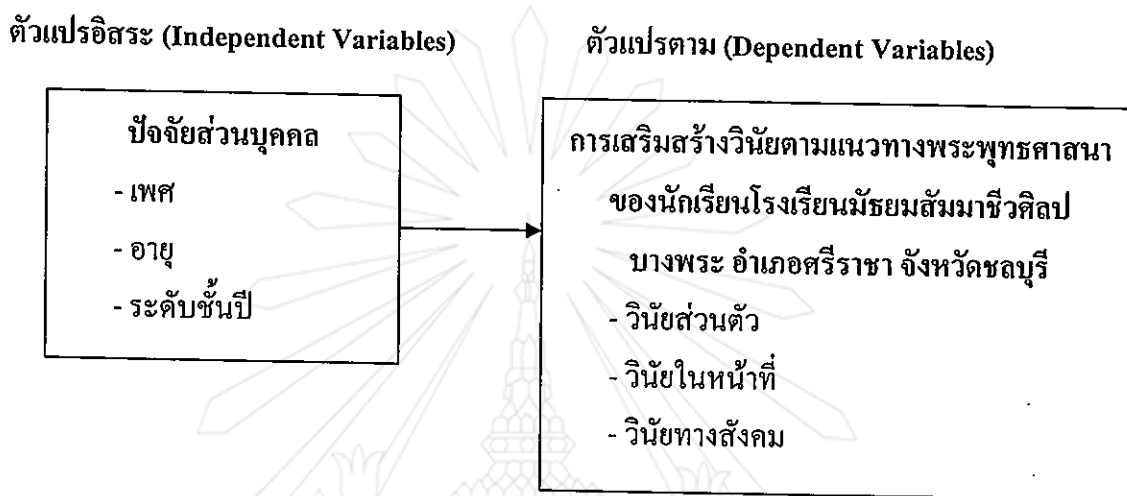 ตัวแปรอิสระ (Independent Variables)
ตัวแปรตาม (Dependent Variables)
ปัจจัยส่วนบุคคล
- เพศ
- อายุ
- ระดับชั้นปี
การเสริมสร้างวินัยตามแนวทางพระพุทธศาสนา
ของนักเรียนโรงเรียนมัธยมสัมมาชีวศิลป
บางพระ อำเภอศรีราชา จังหวัดชลบุรี
- วินัยส่วนตัว
- วินัยในหน้าที่
- วินัยทางสังคม